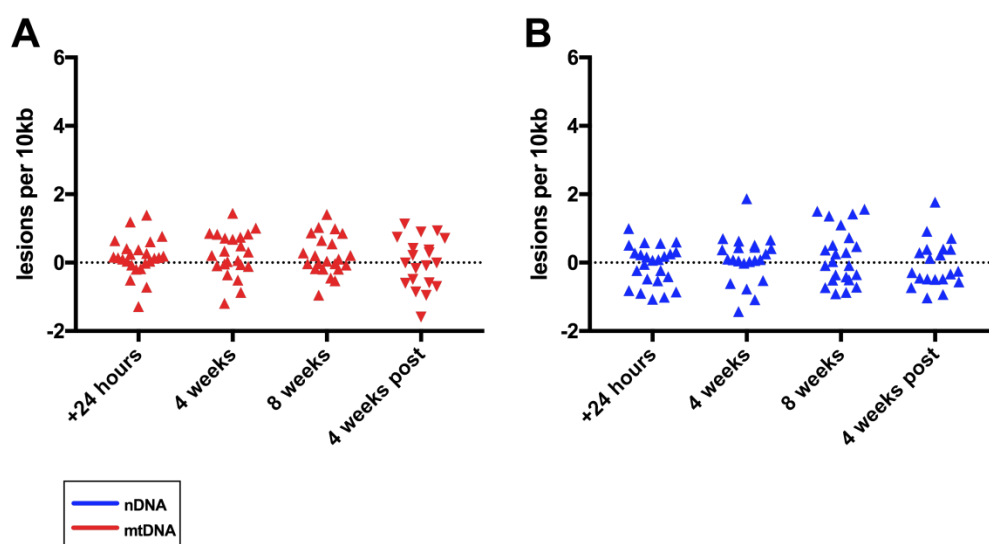 A
lesions per 10kb
6
4
2
0
-2
+24 hours
4 weeks
8 weeks
4 weeks post
B
lesions per 10kb
6
4
2
0
-2
+24 hours
4 weeks
8 weeks
4 weeks post
nDNA
mtDNA